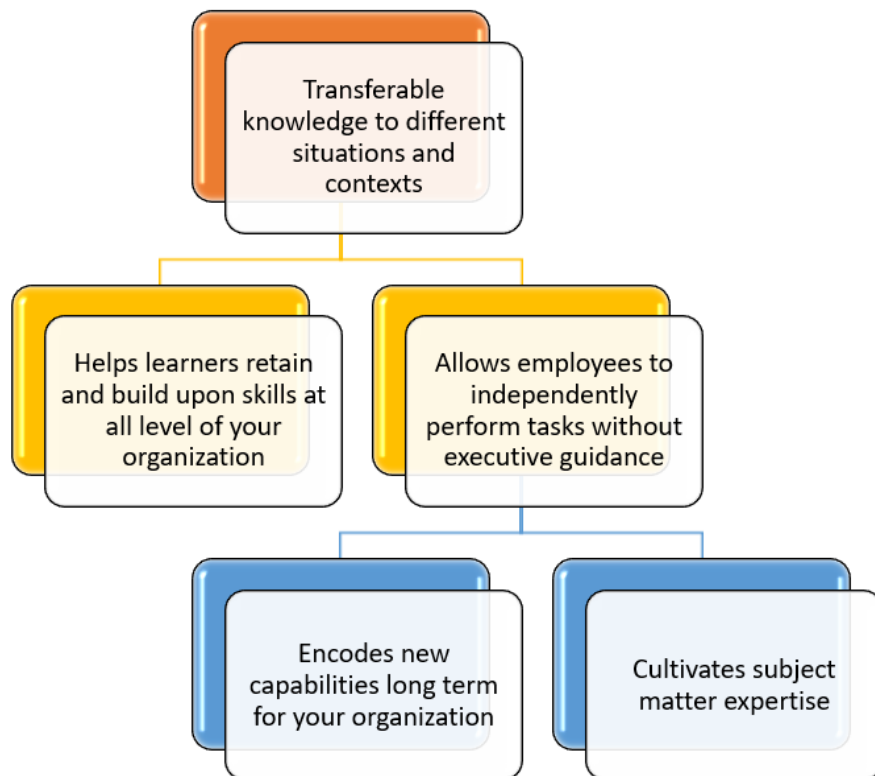 Transferable
knowledge to different
situations and
contexts
Helps learners retain
and build upon skills at
all level of your
organization
Allows employees to
independently
perform tasks without
executive guidance
Encodes new
capabilities long term
for your organization
Cultivates subject
matter expertise